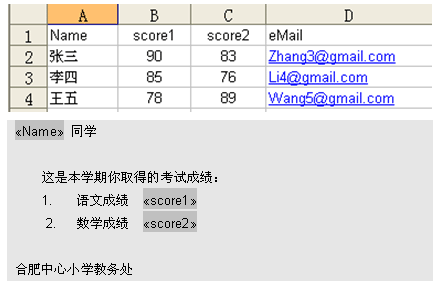 A B C D
1 Name score1 score2 eMail
2 张三 90 83 Zhang3@gmail.com
3 李四 85 76 Li4@gmail.com
4 王五 78 89 Wang5@gmail.com
«Name» 同学
这是本学期你取得的考试成绩：
1. 语文成绩 «score1»
2. 数学成绩 «score2»
合肥中心小学教务处